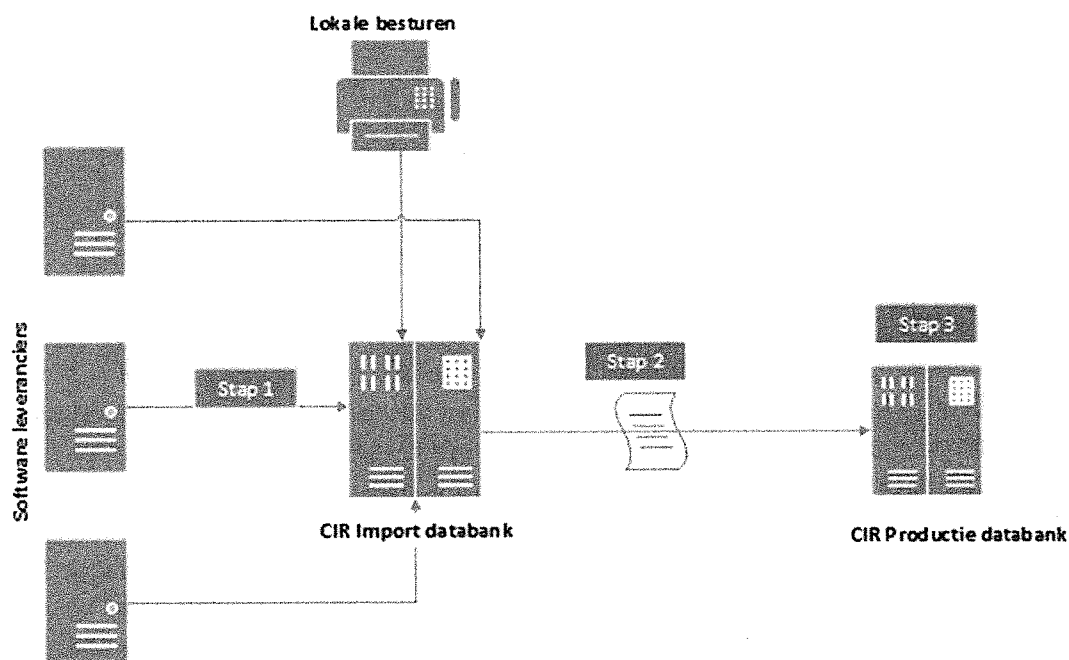 Lokale besturen
Software leveranciers
Stap 1
Stap 2
Stap 3
CIR Import databank
CIR Productie databank